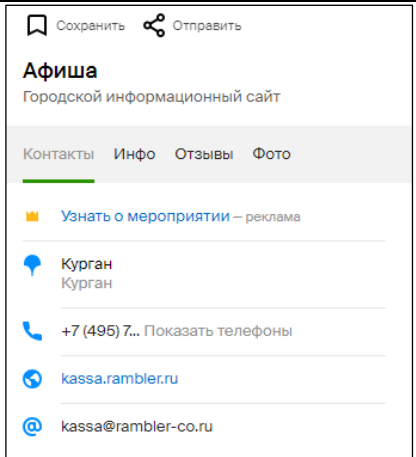 Сохранить Отправить
Афиша
Городской информационный сайт
Контакты Инфо Отзывы Фото
Узнать о мероприятии – реклама
Курган
Курган
+7 (495) 7... Показать телефоны
kassa.rambler.ru
@ kassa@rambler-co.ru